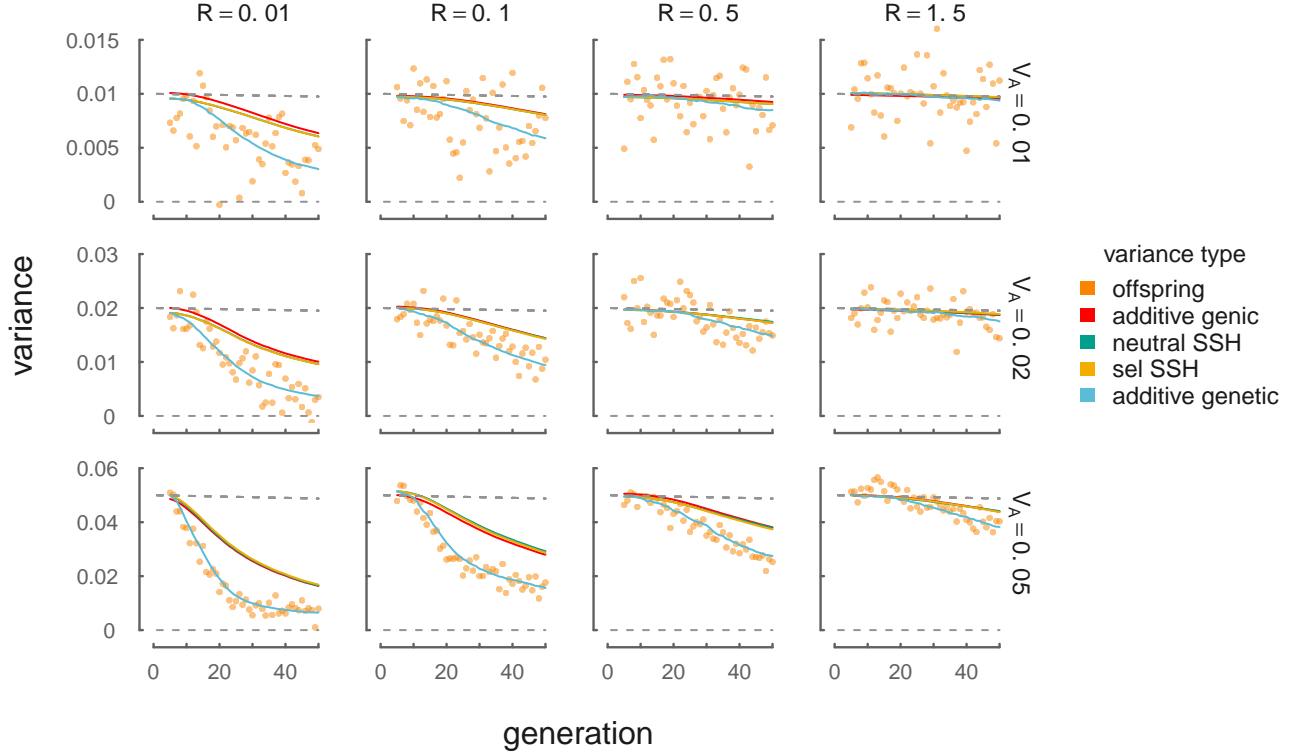 R = 0. 01
R = 0. 1
R = 0. 5
R = 1. 5
0.015
0.010
0.005
0
V_A = 0. 01
0.03
0.02
0.01
0
V_A = 0. 02
0.06
0.04
0.02
0
V_A = 0. 05
0 20 40
0 20 40
0 20 40
0 20 40
variance
generation
variance type
offspring
additive genic
neutral SSH
sel SSH
additive genetic